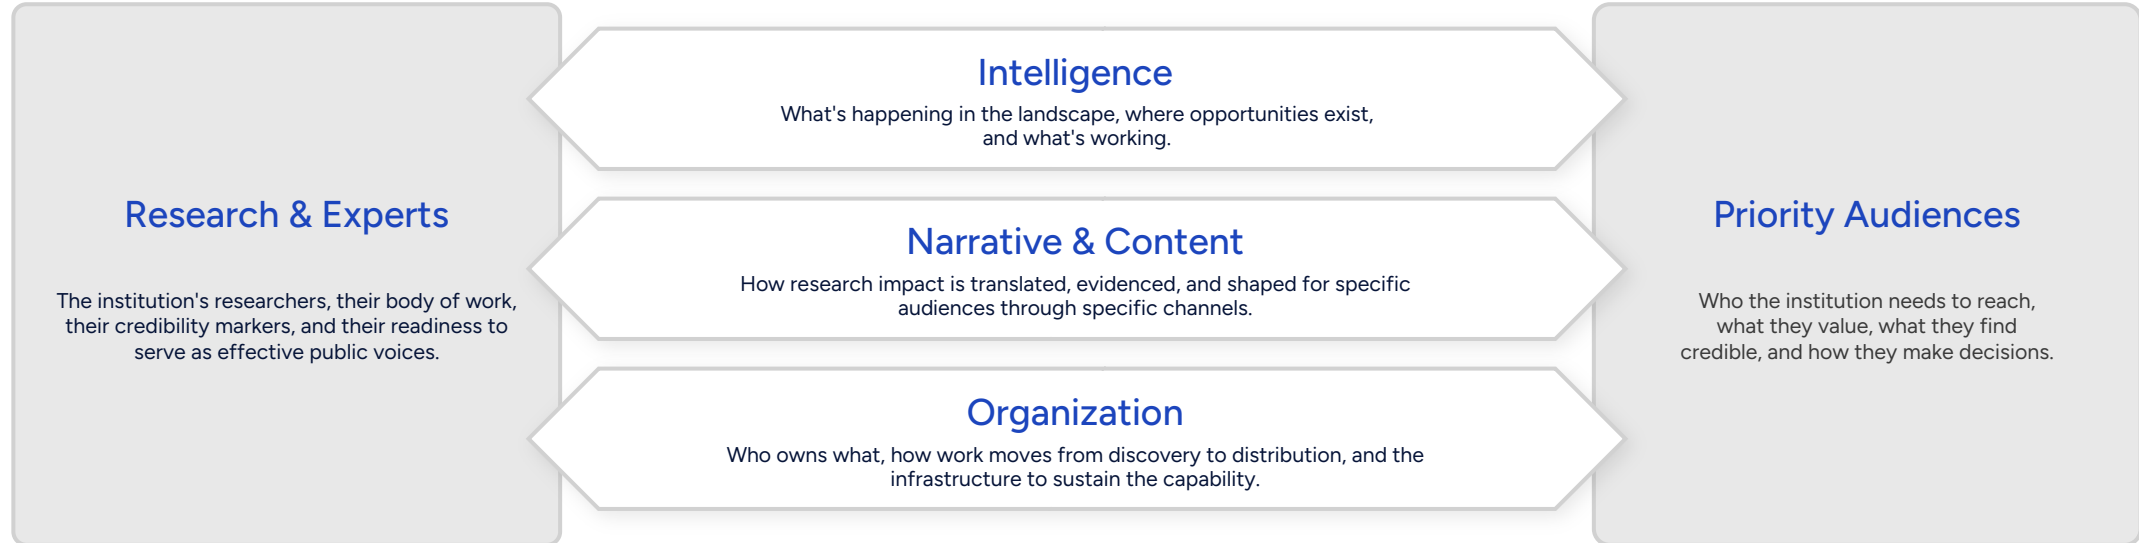 Research & Experts
The institution's researchers, their body of work,
their credibility markers, and their readiness to
serve as effective public voices.
Intelligence
What's happening in the landscape, where opportunities exist,
and what's working.
Narrative & Content
How research impact is translated, evidenced, and shaped for specific
audiences through specific channels.
Organization
Who owns what, how work moves from discovery to distribution, and the
infrastructure to sustain the capability.
Priority Audiences
Who the institution needs to reach,
what they value, what they find
credible, and how they make decisions.